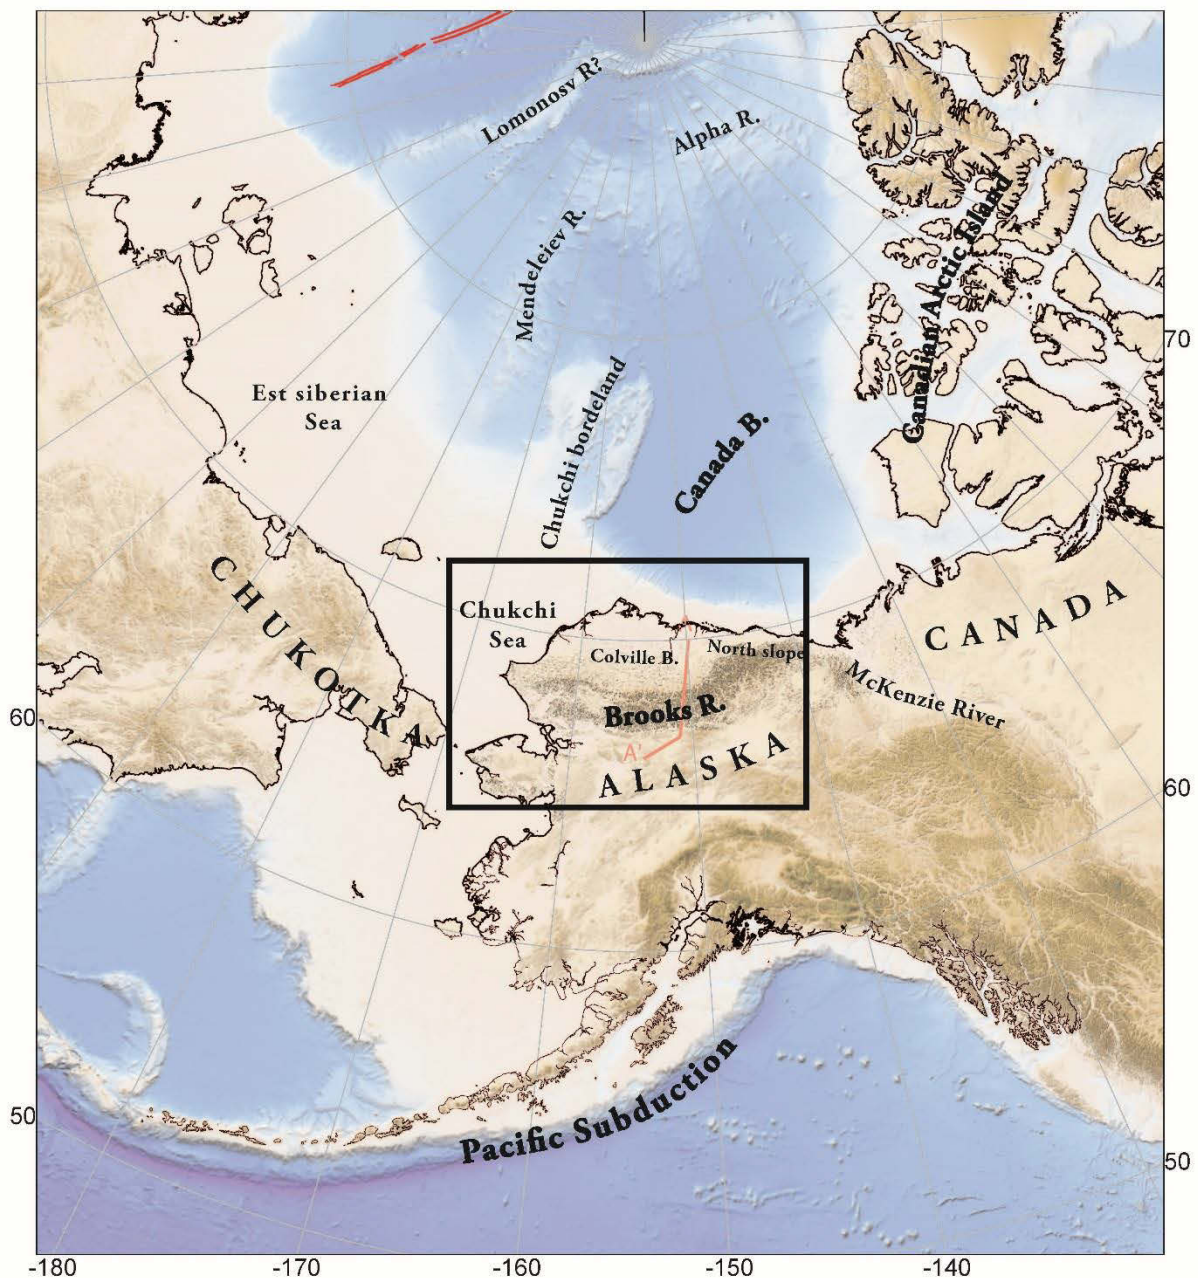 Lomonosv R?
Alpha R.
Mendeleiev R.
Canadian Arctic Island
70
Est siberian
Sea
Chukchi bordeland
Canada B.
CHUKOTKA
Chukchi
Sea
A
CANADA
Colville B.
North slope
McKenzie River
60
Brooks R.
A'
ALASKA
60
Pacific Subduction
50
50
-180
-170
-160
-150
-140